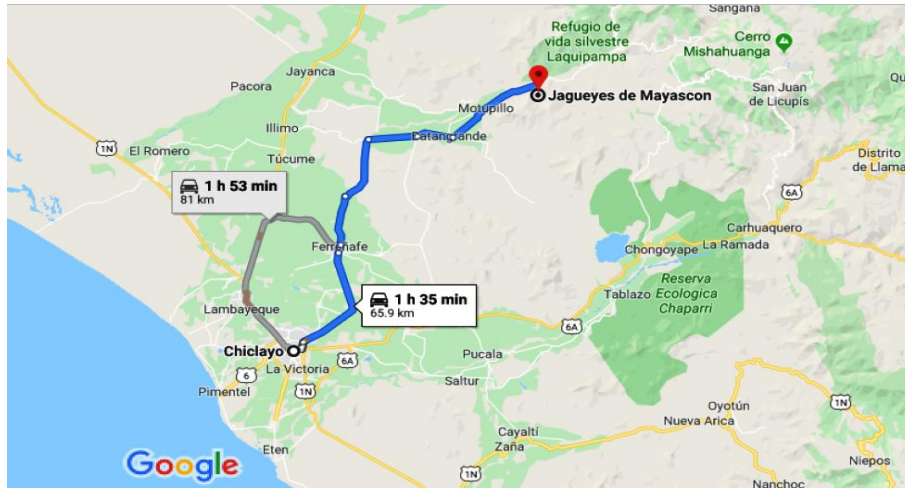 Sangana
Refugio de
vida silvestre
Laquipampa
Cerro
Mishahuanga
Jayanca
Pacora
San Juan
de Licupís
Qu
Jagueyes de Mayascon
Motupillo
Illimo
Batangrande
1N
El Romero
Túcume
Distrito
de Llama
1 h 53 min
81 km
6A
Carhuaquero
Ferreñafe
Chongoyape
La Ramada
Reserva
Ecologica
Chaparri
Tablazo
1 h 35 min
65.9 km
Lambayeque
6A
Chiclayo
6A
Pucala
La Victoria
6
Saltur
Pimentel
1N
1N
Oyotún
Nueva Arica
Cayaltí
Zaña
Eten
Google
1N
Niepos
Nanchoc